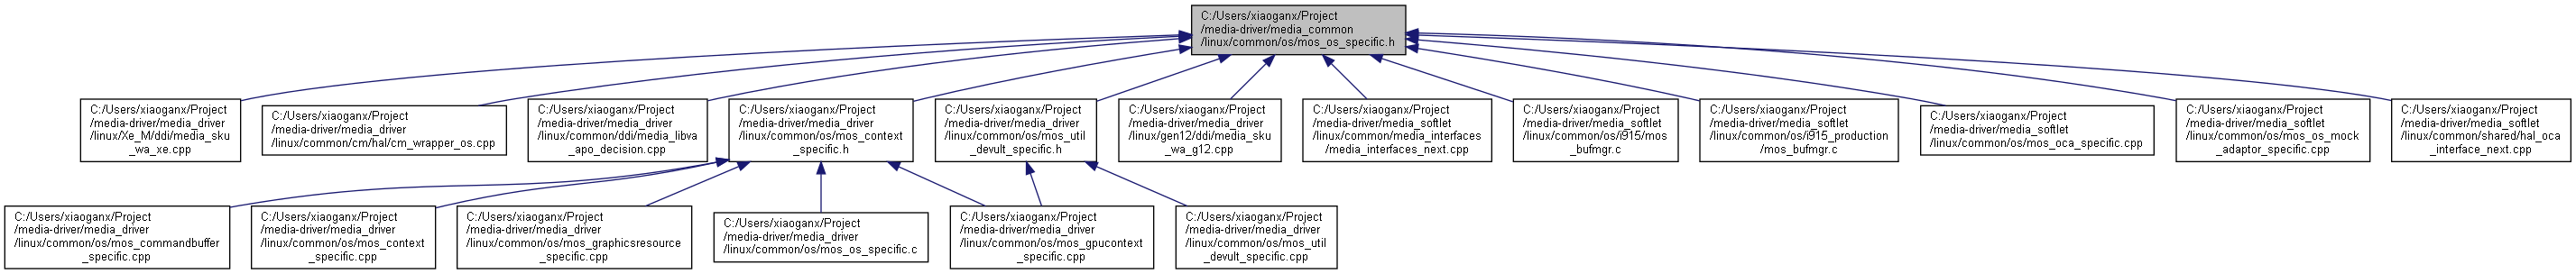 C:/Users/xiaoganx/Project
/media-driver/media_common
/linux/common/os/mos_os_specific.h
C:/Users/xiaoganx/Project
/media-driver/media_driver
/linux/Xe_M/ddi/media_sku
_wa_xe.cpp
C:/Users/xiaoganx/Project
/media-driver/media_driver
/linux/common/cm/hal/cm_wrapper_os.cpp
C:/Users/xiaoganx/Project
/media-driver/media_driver
/linux/common/ddi/media_libva
_apo_decision.cpp
C:/Users/xiaoganx/Project
/media-driver/media_driver
/linux/common/os/mos_context
_specific.h
C:/Users/xiaoganx/Project
/media-driver/media_driver
/linux/common/os/mos_util
_devult_specific.h
C:/Users/xiaoganx/Project
/media-driver/media_driver
/linux/gen12/ddi/media_sku
_wa_g12.cpp
C:/Users/xiaoganx/Project
/media-driver/media_softlet
/linux/common/media_interfaces
/media_interfaces_next.cpp
C:/Users/xiaoganx/Project
/media-driver/media_softlet
/linux/common/os/i915/mos
_bufmgr.c
C:/Users/xiaoganx/Project
/media-driver/media_softlet
/linux/common/os/i915_production
/mos_bufmgr.c
C:/Users/xiaoganx/Project
/media-driver/media_softlet
/linux/common/os/mos_oca_specific.cpp
C:/Users/xiaoganx/Project
/media-driver/media_softlet
/linux/common/os/mos_os_mock
_adaptor_specific.cpp
C:/Users/xiaoganx/Project
/media-driver/media_softlet
/linux/common/shared/hal_oca
_interface_next.cpp
C:/Users/xiaoganx/Project
/media-driver/media_driver
/linux/common/os/mos_commandbuffer
_specific.cpp
C:/Users/xiaoganx/Project
/media-driver/media_driver
/linux/common/os/mos_context
_specific.cpp
C:/Users/xiaoganx/Project
/media-driver/media_driver
/linux/common/os/mos_graphicsresource
_specific.cpp
C:/Users/xiaoganx/Project
/media-driver/media_driver
/linux/common/os/mos_os_specific.c
C:/Users/xiaoganx/Project
/media-driver/media_driver
/linux/common/os/mos_gpucontext
_specific.cpp
C:/Users/xiaoganx/Project
/media-driver/media_driver
/linux/common/os/mos_util
_devult_specific.cpp